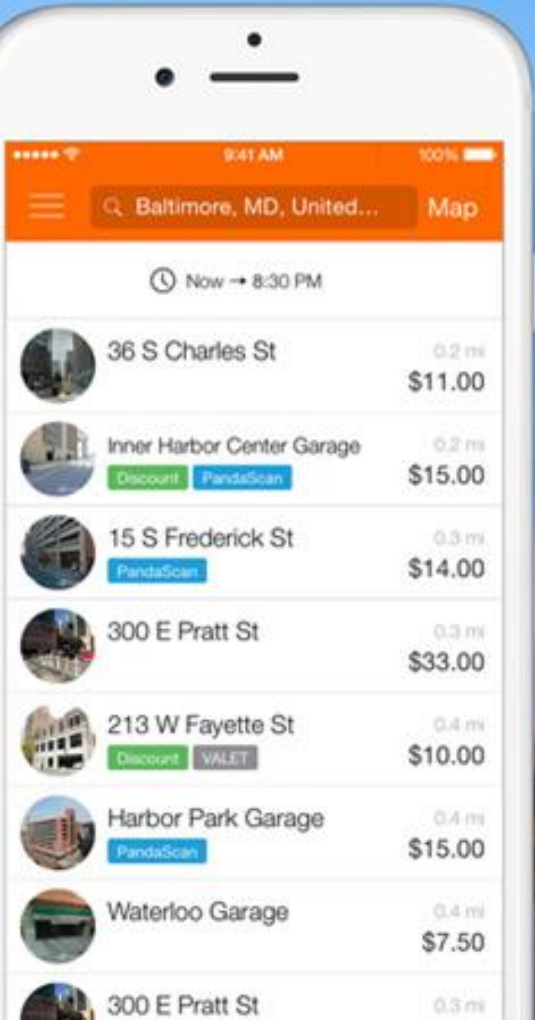 9:41 AM 100%
Baltimore, MD, United... Map
Now → 8:30 PM
36 S Charles St 0.2 mi
$11.00
Inner Harbor Center Garage 0.2 mi
Discount PandaScan $15.00
15 S Frederick St 0.3 mi
PandaScan $14.00
300 E Pratt St 0.3 mi
$33.00
213 W Fayette St 0.4 mi
Discount VALET $10.00
Harbor Park Garage 0.4 mi
PandaScan $15.00
Waterloo Garage 0.4 mi
$7.50
300 E Pratt St 0.3 mi